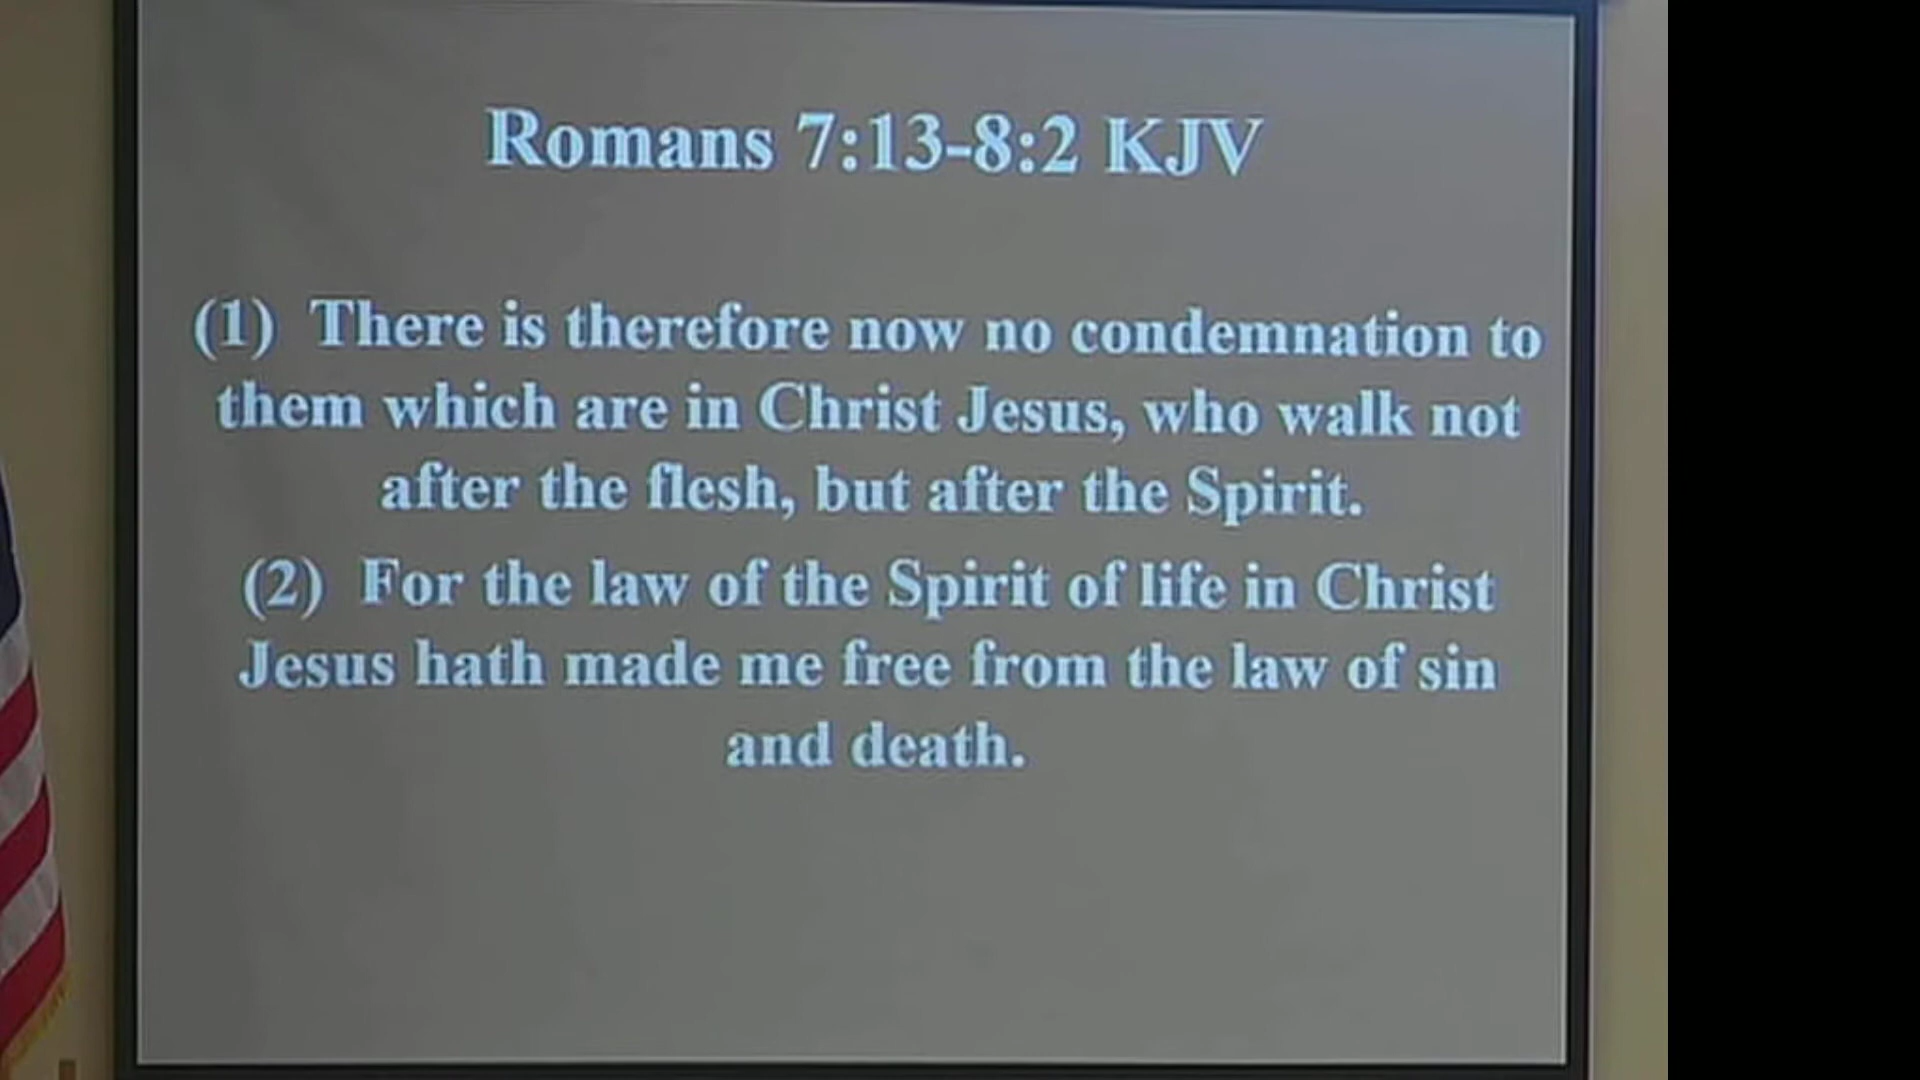 Romans 7:13-8:2 KJV
(1) There is therefore now no condemnation to
them which are in Christ Jesus, who walk not
after the flesh, but after the Spirit.
(2) For the law of the Spirit of life in Christ
Jesus hath made me free from the law of sin
and death.